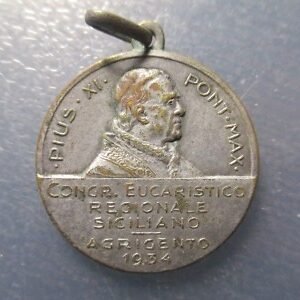 ·PIUS·XI· PONT·MAX·
CONGR. EUCARISTICO
REGIONALE
SICILIANO
AGRIGENTO
1934